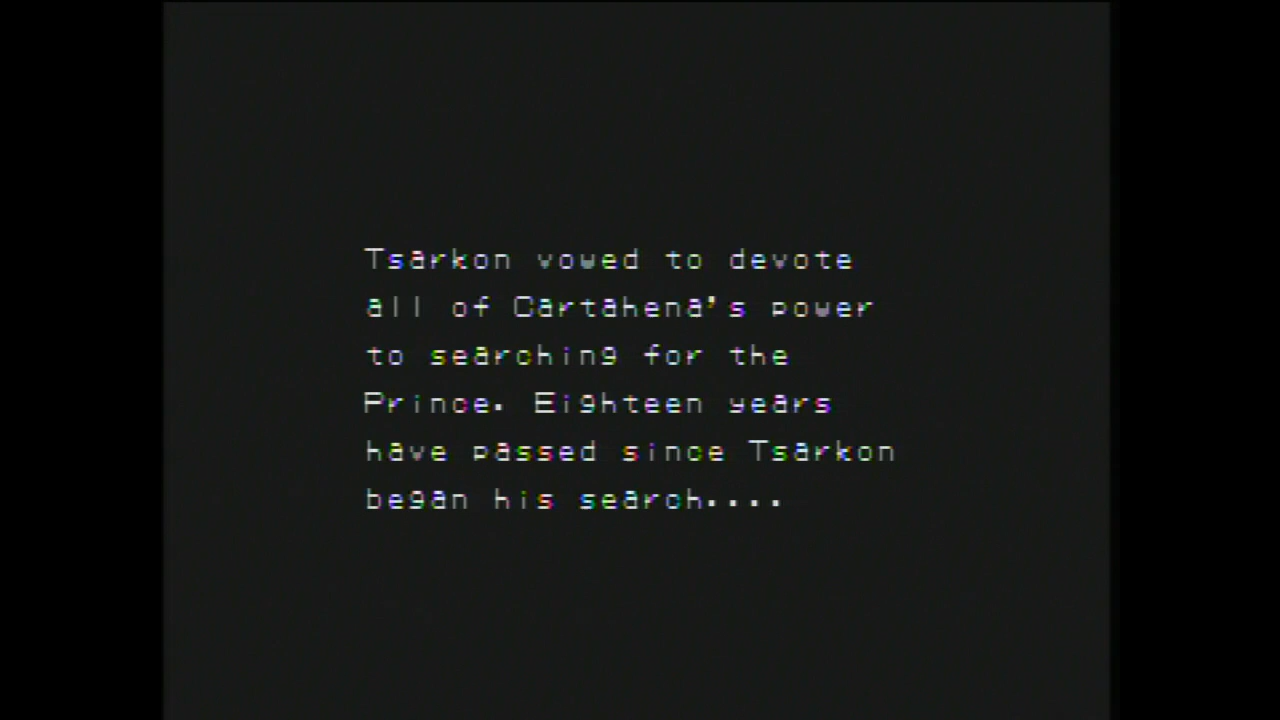 Tsarkon vowed to devote
all of Cartahena's power
to searching for the
Prince. Eighteen years
have passed since Tsarkon
began his search....